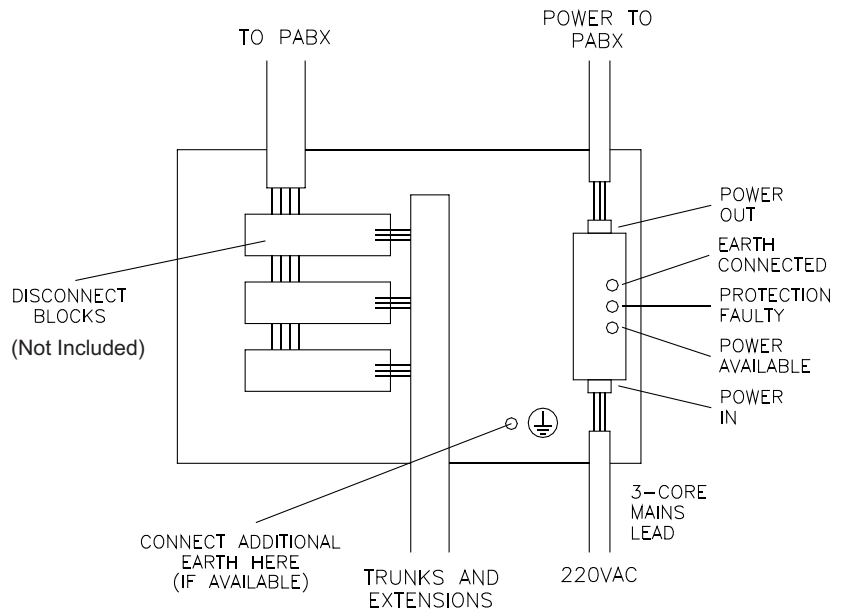 TO PABX
POWER TO
PABX
POWER
OUT
EARTH
CONNECTED
PROTECTION
FAULTY
POWER
AVAILABLE
POWER
IN
DISCONNECT
BLOCKS
(Not Included)
3-CORE
MAINS
LEAD
CONNECT ADDITIONAL
EARTH HERE
(IF AVAILABLE)
TRUNKS AND
EXTENSIONS
220VAC